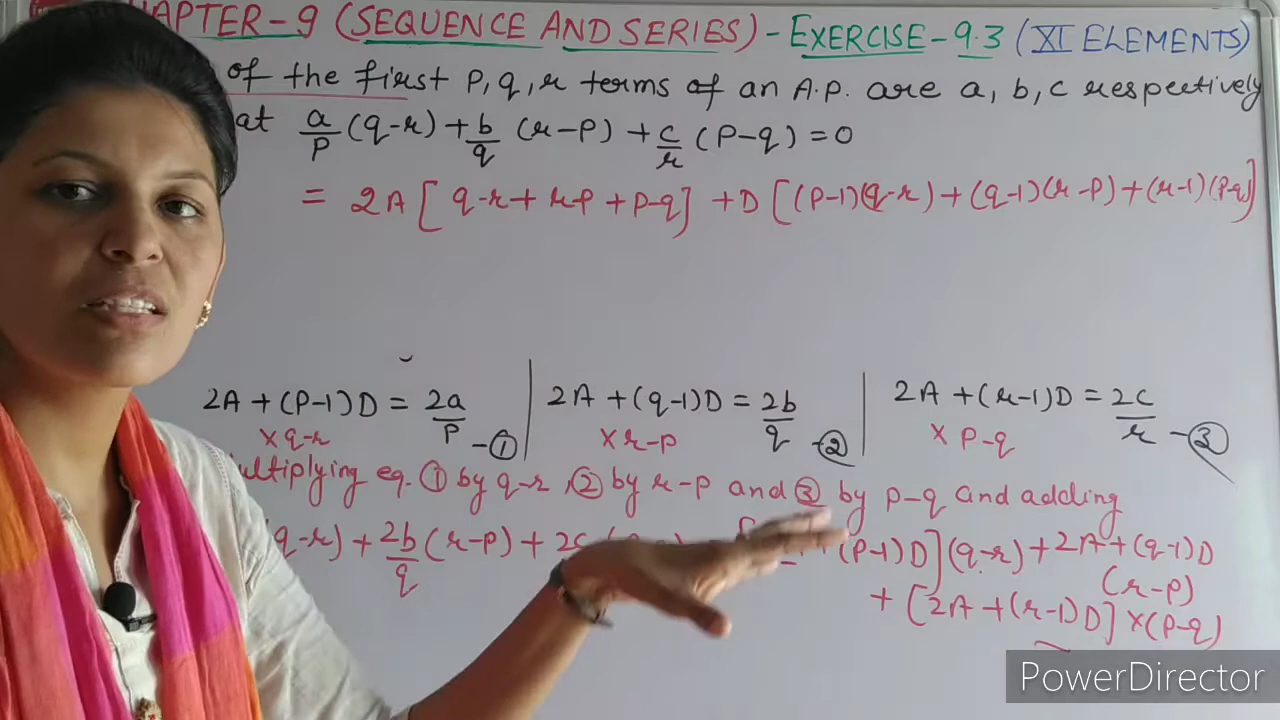 CHAPTER-9 (SEQUENCE AND SERIES) - EXERCISE-9.3 (XI ELEMENTS)
of the first P, q, r terms of an A.P. are a, b, c respectively
at a/P (q-r) + b/q (r-P) + c/r (P-q) = 0
= 2A [q-r + r-P + P-q] + D [(P-1)(q-r) + (q-1)(r-P) + (r-1)(P-q)]
2A + (P-1)D = 2a/P - ① 2A + (q-1)D = 2b/q - ② 2A + (r-1)D = 2c/r - ③
× q-r × r-p × p-q
ultiplying eq. ① by q-r, ② by r-p and ③ by p-q and adding
q-r) + 2b/q (r-p) + 2c (P-1)D](q-r) + 2A + (q-1)D
(r-p)
+ [2A + (r-1)D] × (P-q)
PowerDirector